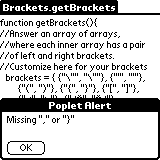 Brackets.getBrackets
function getBrackets(){
//Answer an array of arrays,
//where each inner array has a pair
//of left and right brackets.
//Customize here for your brackets
brackets = { {"\"", "\""}, {"'", "'"},
Poplet Alert
Missing "," or "}"
OK